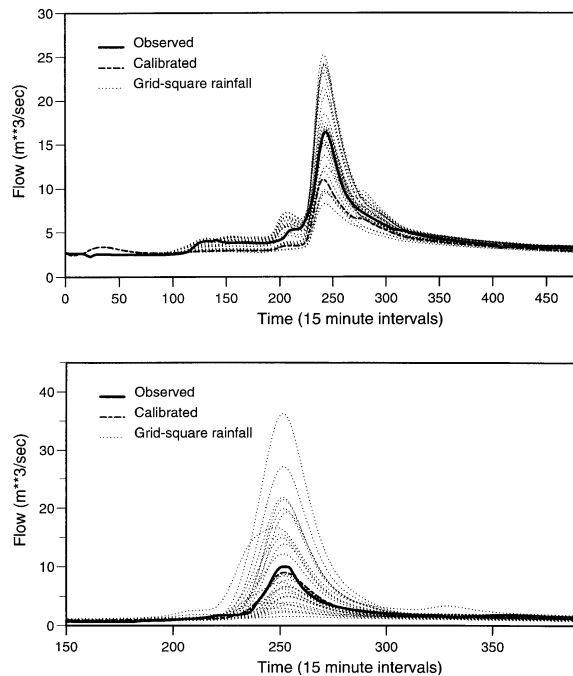 30
25
20
15
10
5
0
Flow (m**3/sec)
Observed
Calibrated
Grid-square rainfall
0 50 100 150 200 250 300 350 400 450
Time (15 minute intervals)
40
30
20
10
0
Flow (m**3/sec)
Observed
Calibrated
Grid-square rainfall
150 200 250 300 350
Time (15 minute intervals)